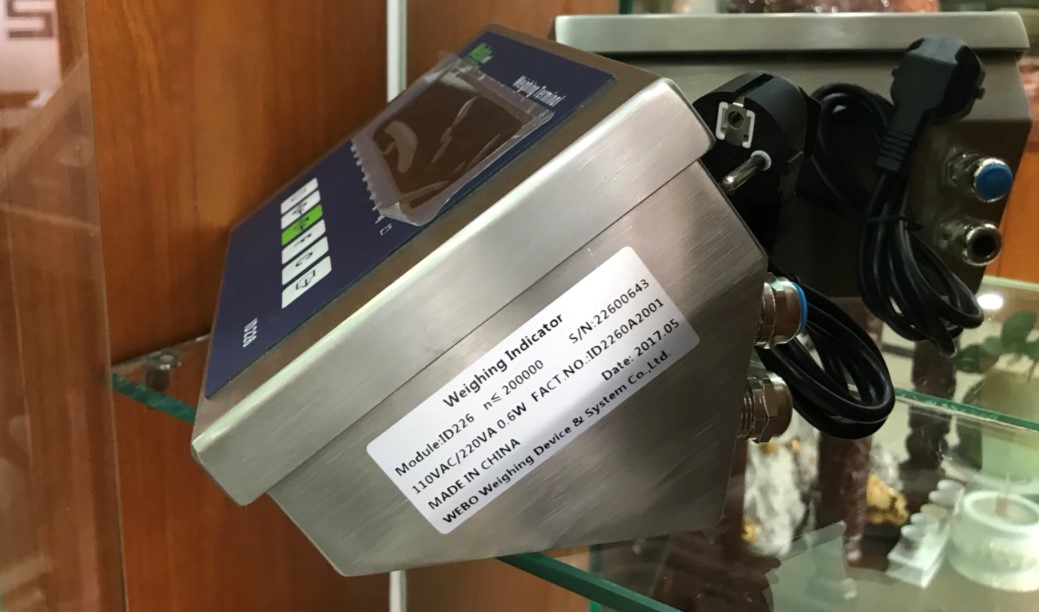 Weighing Terminal
ID226
Weighing Indicator
Module:ID226 n≤ 200000 S/N:22600643
110VAC/220VA 0.6W FACT.NO.:ID2260A2001
MADE IN CHINA Date: 2017.05
WEBO Weighing Device & System Co.,Ltd.